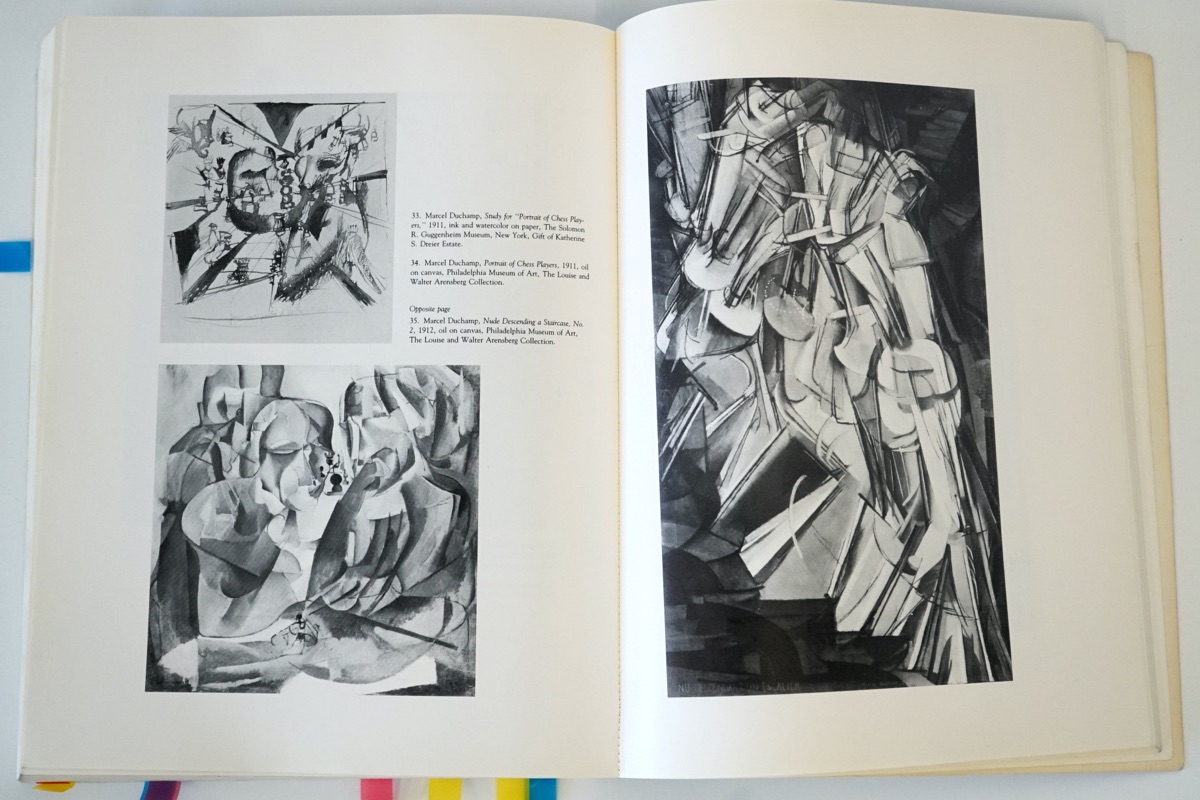 33. Marcel Duchamp, Study for "Portrait of Chess Play-
ers," 1911, ink and watercolor on paper, The Solomon
R. Guggenheim Museum, New York, Gift of Katherine
S. Dreier Estate.
34. Marcel Duchamp, Portrait of Chess Players, 1911, oil
on canvas, Philadelphia Museum of Art, The Louise and
Walter Arensberg Collection.
Opposite page
35. Marcel Duchamp, Nude Descending a Staircase, No.
2, 1912, oil on canvas, Philadelphia Museum of Art,
The Louise and Walter Arensberg Collection.